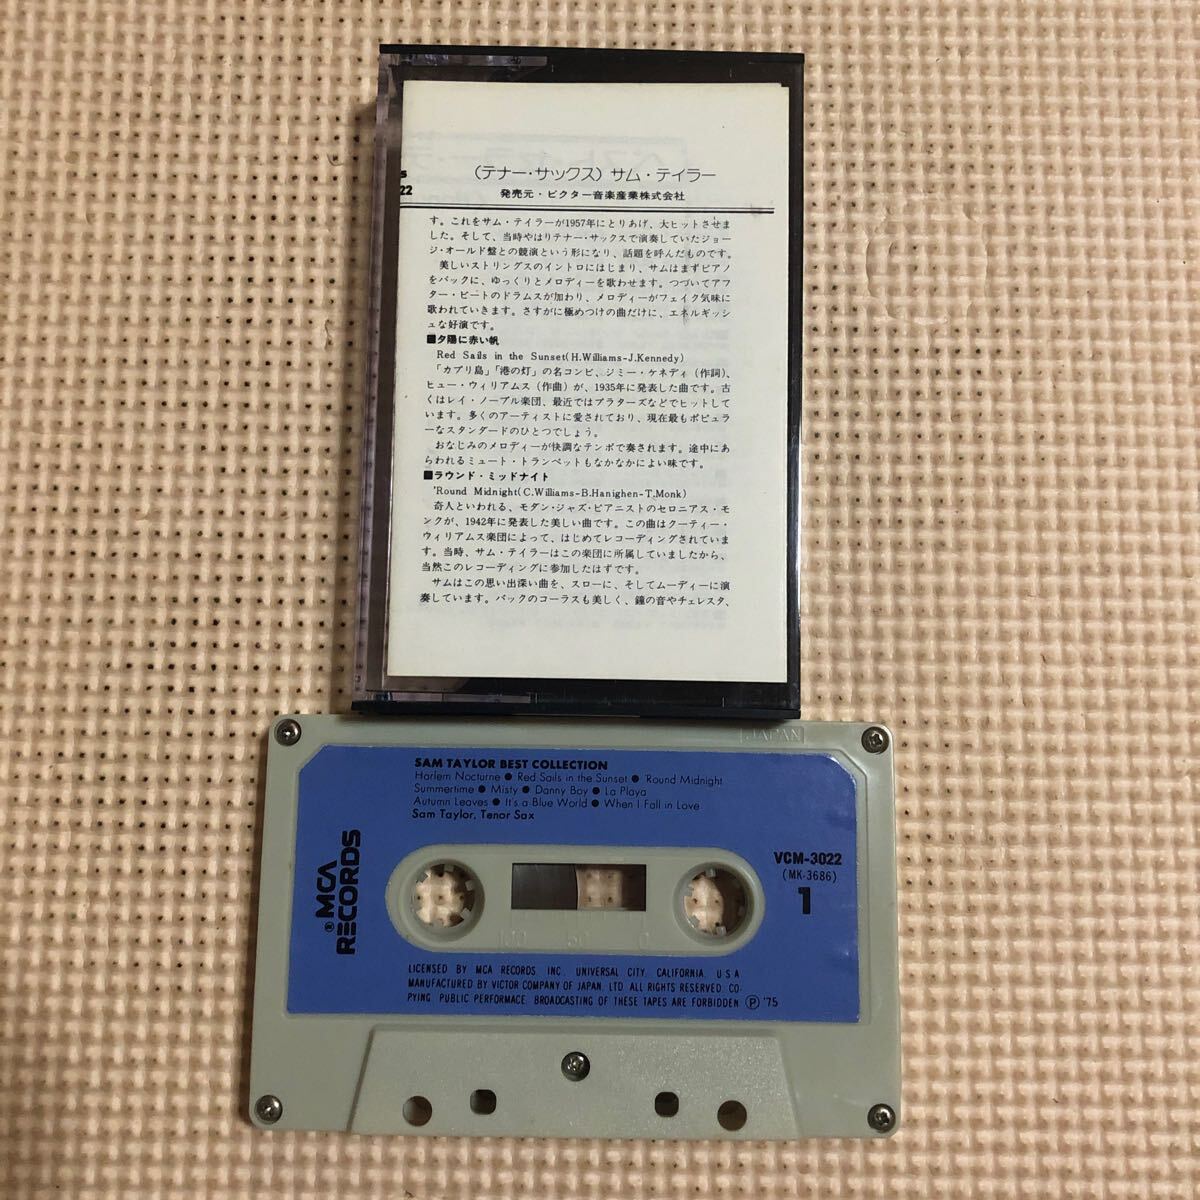 (テナー・サックス) サム・テイラー
発売元・ビクター音楽産業株式会社
s
22
す。これをサム・テイラーが1957年にとりあげ、大ヒットさせま
した。そして、当時やはりテナー・サックスで演奏していたジョー
ジ・オールド盤との競演という形になり、話題を呼んだものです。
美しいストリングスのイントロにはじまり、サムはまずピアノ
をバックに、ゆっくりとメロディーを歌わせます。つづいてアフ
ター・ビートのドラムスが加わり、メロディーがフェイク気味に
歌われていきます。さすがに極めつけの曲だけに、エネルギッシ
ュな好演です。
■夕陽に赤い帆
Red Sails in the Sunset(H.Williams-J.Kennedy)
「カプリ島」「港の灯」の名コンビ、ジミー・ケネディ(作詞)、
ヒュー・ウィリアムス(作曲)が、1935年に発表した曲です。古
くはレイ・ノーブル楽団、最近ではプラターズなどでヒットして
います。多くのアーティストに愛されており、現在最もポピュラ
ーなスタンダードのひとつでしょう。
おなじみのメロディーが快調なテンポで奏されます。途中にあ
らわれるミュート・トランペットもなかなかによい味です。
■ラウンド・ミッドナイト
'Round Midnight(C.Williams-B.Hanighen-T.Monk)
奇人といわれる、モダン・ジャズ・ピアニストのセロニアス・モ
ンクが、1942年に発表した美しい曲です。この曲はクーティー・
ウィリアムス楽団によって、はじめてレコーディングされていま
す。当時、サム・テイラーはこの楽団に所属していましたから、
当然このレコーディングに参加したはずです。
サムはこの思い出深い曲を、スローに、そしてムーディーに演
奏しています。バックのコーラスも美しく、鐘の音やチェレスタ、
JAPAN
SAM TAYLOR BEST COLLECTION
Harlem Nocturne ● Red Sails in the Sunset ● 'Round Midnight
Summertime ● Misty ● Danny Boy ● La Playa
Autumn Leaves ● It's a Blue World ● When I Fall in Love
Sam Taylor, Tenor Sax
® MCA RECORDS
VCM-3022
(MK-3686)
1
100 50 0
LICENSED BY MCA RECORDS, INC. UNIVERSAL CITY, CALIFORNIA, U.S.A
MANUFACTURED BY VICTOR COMPANY OF JAPAN, LTD. ALL RIGHTS RESERVED. CO-
PYING, PUBLIC PERFORMACE, BROADCASTING OF THESE TAPES ARE FORBIDDEN Ⓟ '75